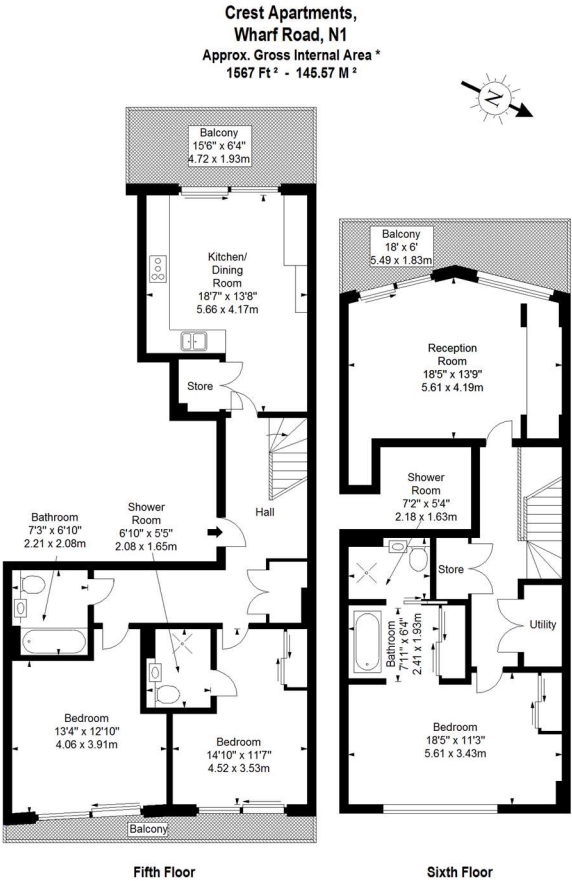 Crest Apartments,
Wharf Road, N1
Approx. Gross Internal Area *
1567 Ft ² - 145.57 M ²
N
Balcony
15'6" x 6'4"
4.72 x 1.93m
Kitchen/
Dining
Room
18'7" x 13'8"
5.66 x 4.17m
Store
Hall
Bathroom
7'3" x 6'10"
2.21 x 2.08m
Shower
Room
6'10" x 5'5"
2.08 x 1.65m
Bedroom
13'4" x 12'10"
4.06 x 3.91m
Bedroom
14'10" x 11'7"
4.52 x 3.53m
Balcony
Fifth Floor
Balcony
18' x 6'
5.49 x 1.83m
Reception
Room
18'5" x 13'9"
5.61 x 4.19m
Shower
Room
7'2" x 5'4"
2.18 x 1.63m
Store
Utility
Bathroom
7'11" x 6'4"
2.41 x 1.93m
Bedroom
18'5" x 11'3"
5.61 x 3.43m
Sixth Floor